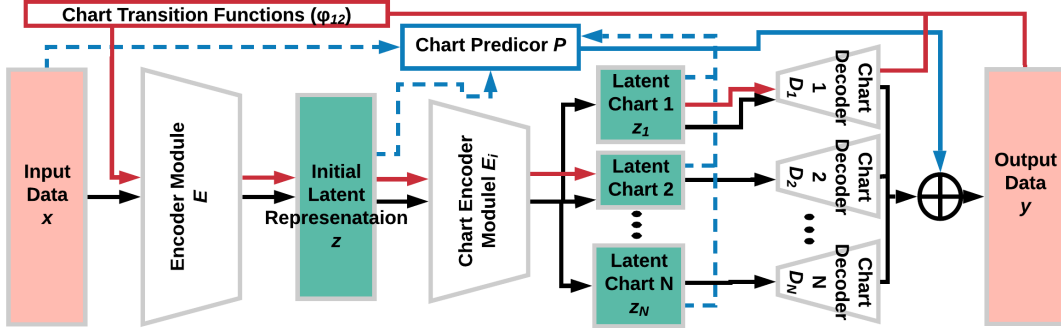 Chart Transition Functions (φ12)
Chart Predicor P
Input
Data
x
Encoder Module
E
Initial
Latent
Represenataion
z
Chart Encoder
Modulel Ei
Latent
Chart 1
z1
Latent
Chart 2
Latent
Chart N
zN
Chart
Decoder
1
D1
Chart
Decoder
2
D2
Chart
Decoder
N
DN
Output
Data
y